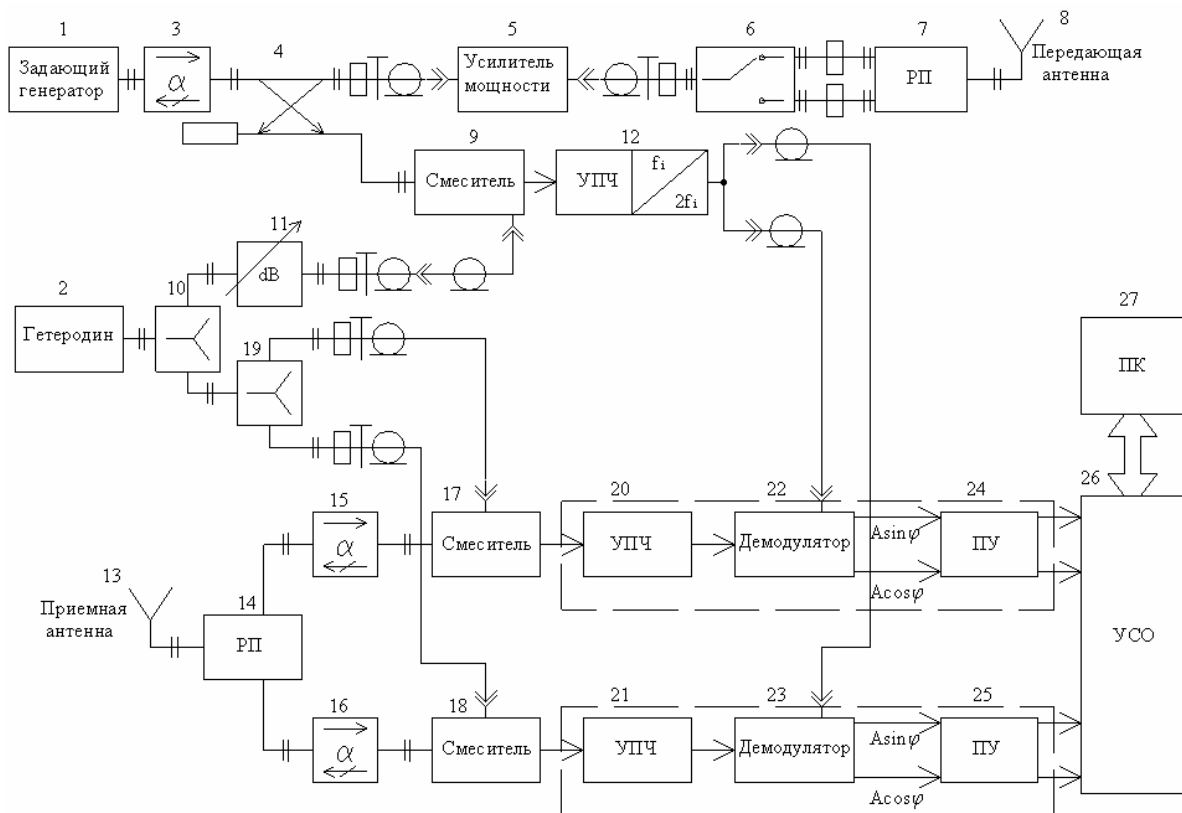 1
3
4
5
6
7
8
Задающий
генератор
α
Усилитель
мощности
РП
Передающая
антенна
9
12
Смеситель
УПЧ
fi
2fi
11
dB
10
2
Гетеродин
19
27
ПК
26
УСО
15
α
17
Смеситель
20
УПЧ
22
Демодулятор
Asinφ
Acosφ
24
ПУ
13
Приемная
антенна
14
РП
16
α
18
Смеситель
21
УПЧ
23
Демодулятор
Asinφ
Acosφ
25
ПУ